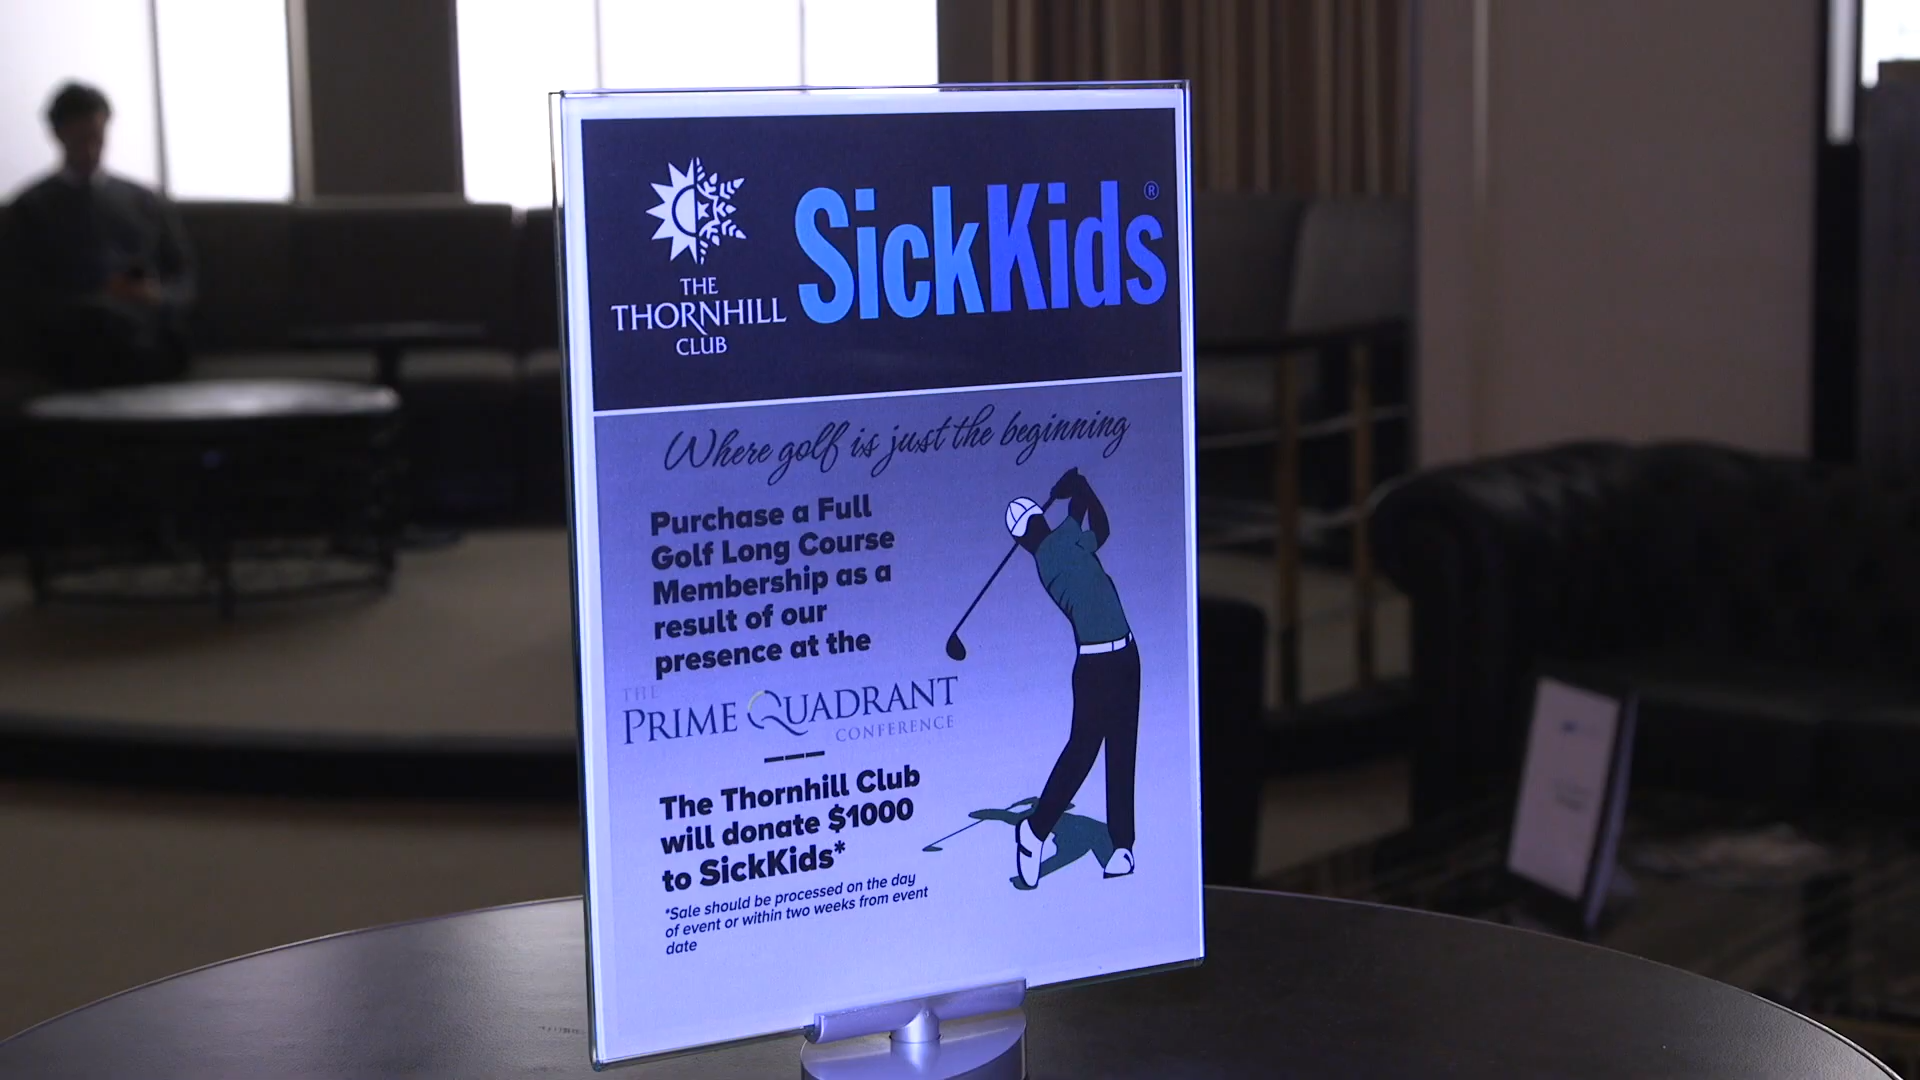 THE
THORNHILL
CLUB
SickKids®
Where golf is just the beginning
Purchase a Full
Golf Long Course
Membership as a
result of our
presence at the
THE
PRIME QUADRANT
CONFERENCE
The Thornhill Club
will donate $1000
to SickKids*
*Sale should be processed on the day
of event or within two weeks from event
date